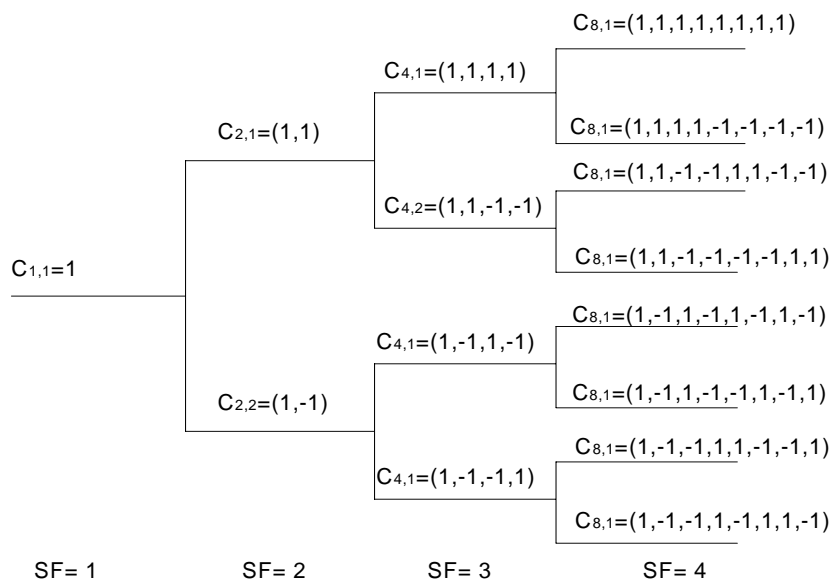 C8,1=(1,1,1,1,1,1,1,1)
C4,1=(1,1,1,1)
C8,1=(1,1,1,1,-1,-1,-1,-1)
C2,1=(1,1)
C8,1=(1,1,-1,-1,1,1,-1,-1)
C4,2=(1,1,-1,-1)
C8,1=(1,1,-1,-1,-1,-1,1,1)
C1,1=1
C8,1=(1,-1,1,-1,1,-1,1,-1)
C4,1=(1,-1,1,-1)
C8,1=(1,-1,1,-1,-1,1,-1,1)
C2,2=(1,-1)
C8,1=(1,-1,-1,1,1,-1,-1,1)
C4,1=(1,-1,-1,1)
C8,1=(1,-1,-1,1,-1,1,1,-1)
SF= 1 SF= 2 SF= 3 SF= 4